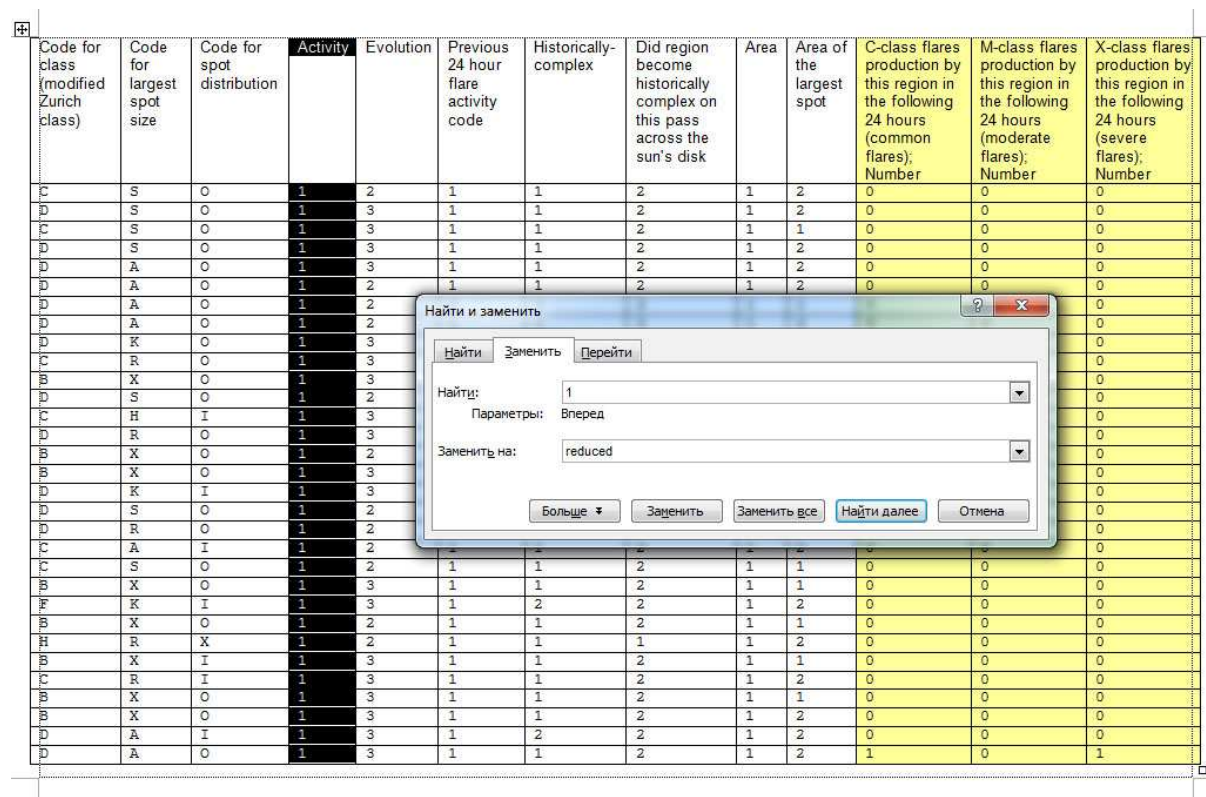 Code for
class
(modified
Zurich
class)
Code
for
largest
spot
size
Code for
spot
distribution
Activity
Evolution
Previous
24 hour
flare
activity
code
Historically-
complex
Did region
become
historically
complex on
this pass
across the
sun's disk
Area
Area of
the
largest
spot
C-class flares
production by
this region in
the following
24 hours
(common
flares);
Number
M-class flares
production by
this region in
the following
24 hours
(moderate
flares);
Number
X-class flares
production by
this region in
the following
24 hours
(severe
flares);
Number
C S O 1 2 1 1 2 1 2 0 0 0
D S O 1 3 1 1 2 1 2 0 0 0
C S O 1 3 1 1 2 1 1 0 0 0
D S O 1 3 1 1 2 1 2 0 0 0
D A O 1 3 1 1 2 1 2 0 0 0
D A O 1 2 1 1 2 1 2 0 0 0
D A O 1 2 0
D A O 1 2 0
D K O 1 3 0
C R O 1 3 0
B X O 1 3 0
D S O 1 2 0
C H I 1 3 0
D R O 1 3 0
B X O 1 2 0
B X O 1 3 0
D K I 1 3 0
D S O 1 2 0
D R O 1 2 0
C A I 1 2 0
C S O 1 2 1 1 2 1 1 0 0 0
B X O 1 3 1 1 2 1 1 0 0 0
F K I 1 3 1 2 2 1 2 0 0 0
B X O 1 2 1 1 2 1 1 0 0 0
H R X 1 2 1 1 1 1 2 0 0 0
B X I 1 3 1 1 2 1 1 0 0 0
C R I 1 3 1 1 2 1 2 0 0 0
B X O 1 3 1 1 2 1 1 0 0 0
B X O 1 3 1 1 2 1 2 0 0 0
D A I 1 3 1 2 2 1 2 0 0 0
D A O 1 3 1 1 2 1 2 1 0 1
Найти и заменить
Найти Заменить Перейти
Найти: 1
Параметры: Вперед
Заменить на: reduced
Больше Заменить Заменить все Найти далее Отмена